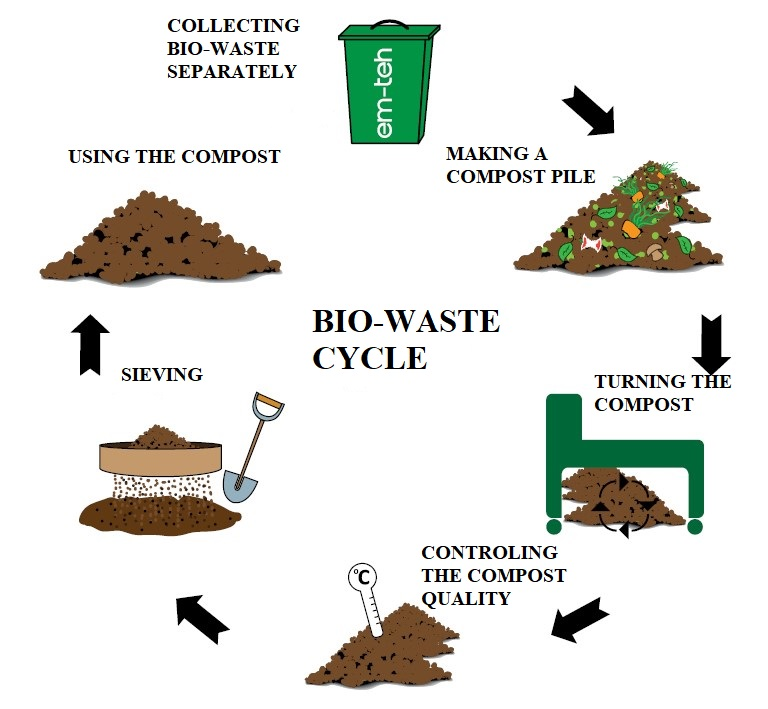 COLLECTING
BIO-WASTE
SEPARATELY
em-teh
MAKING A
COMPOST PILE
USING THE COMPOST
BIO-WASTE
CYCLE
TURNING THE
COMPOST
SIEVING
CONTROLING
THE COMPOST
QUALITY
°C